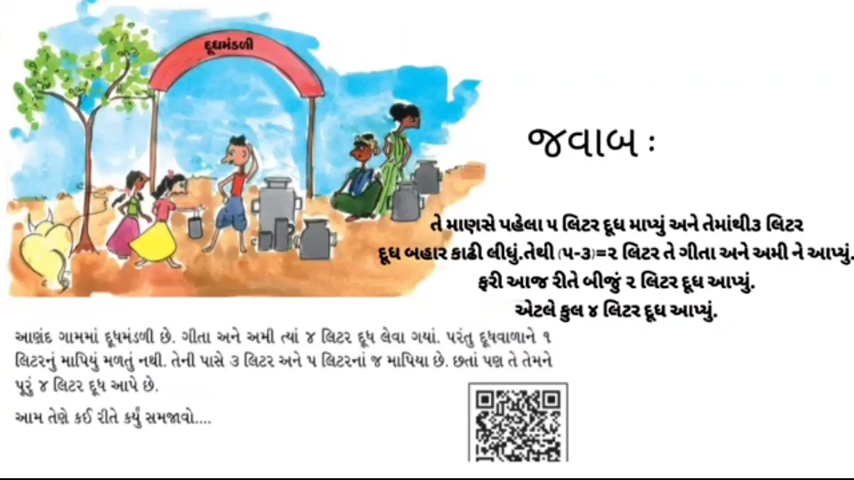 દૂધમંડળી
જવાબ :
તે માણસે પહેલા ૫ લિટર દૂધ માપ્યું અને તેમાંથી૩ લિટર
દૂધ બહાર કાઢી લીધું.તેથી (૫-૩)=૨ લિટર તે ગીતા અને અમી ને આપ્યું.
ફરી આજ રીતે બીજું ૨ લિટર દૂધ આપ્યું.
એટલે કુલ ૪ લિટર દૂધ આપ્યું.
આણંદ ગામમાં દૂધમંડળી છે. ગીતા અને અમી ત્યાં ૪ લિટર દૂધ લેવા ગયાં. પરંતુ દૂધવાળાને ૧
લિટરનું માપિયું મળતું નથી. તેની પાસે ૩ લિટર અને ૫ લિટરનાં જ માપિયા છે. છતાં પણ તે તેમને
પૂરું ૪ લિટર દૂધ આપે છે.
આમ તેણે કઈ રીતે કર્યું સમજાવો....